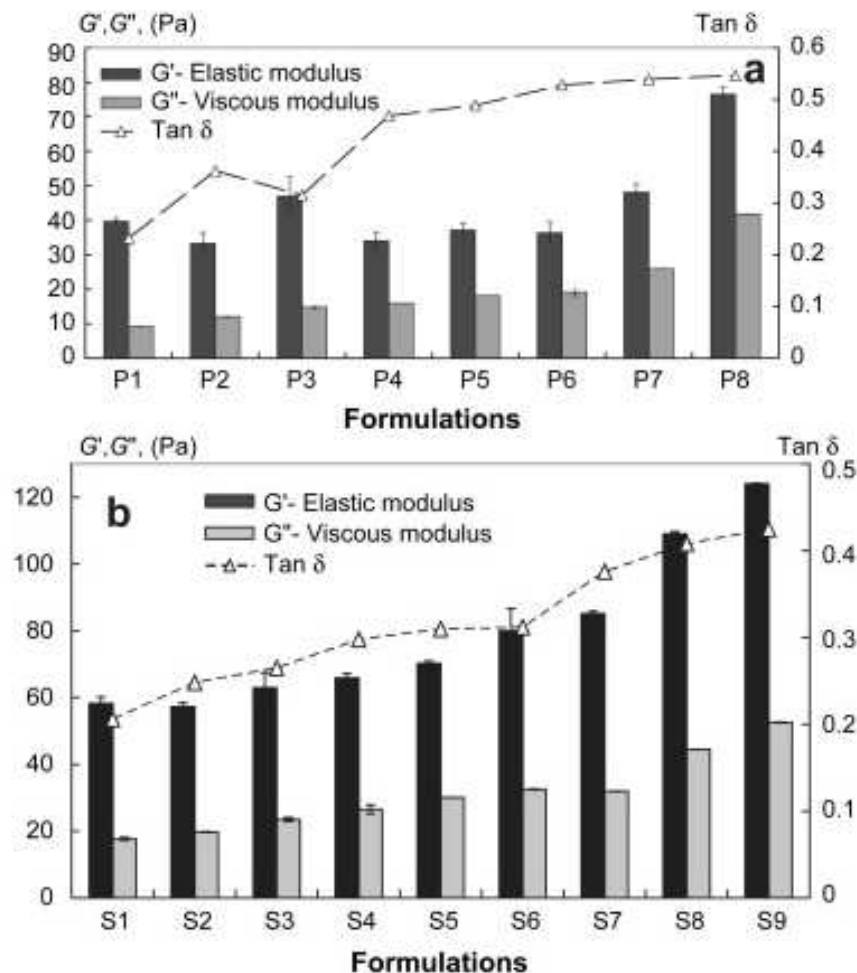 G',G", (Pa) Tan δ
90 0.6
a
G'- Elastic modulus
80
G"- Viscous modulus
0.5
70
Tan δ
60 0.4
50
0.3
40
30 0.2
20
0.1
10
0 0
P1 P2 P3 P4 P5 P6 P7 P8
Formulations
G',G", (Pa) Tan δ
0.5
120
b
G'- Elastic modulus
G"- Viscous modulus
0.4
100
Tan δ
80
0.3
60
0.2
40
0.1
20
0 0
S1 S2 S3 S4 S5 S6 S7 S8 S9
Formulations